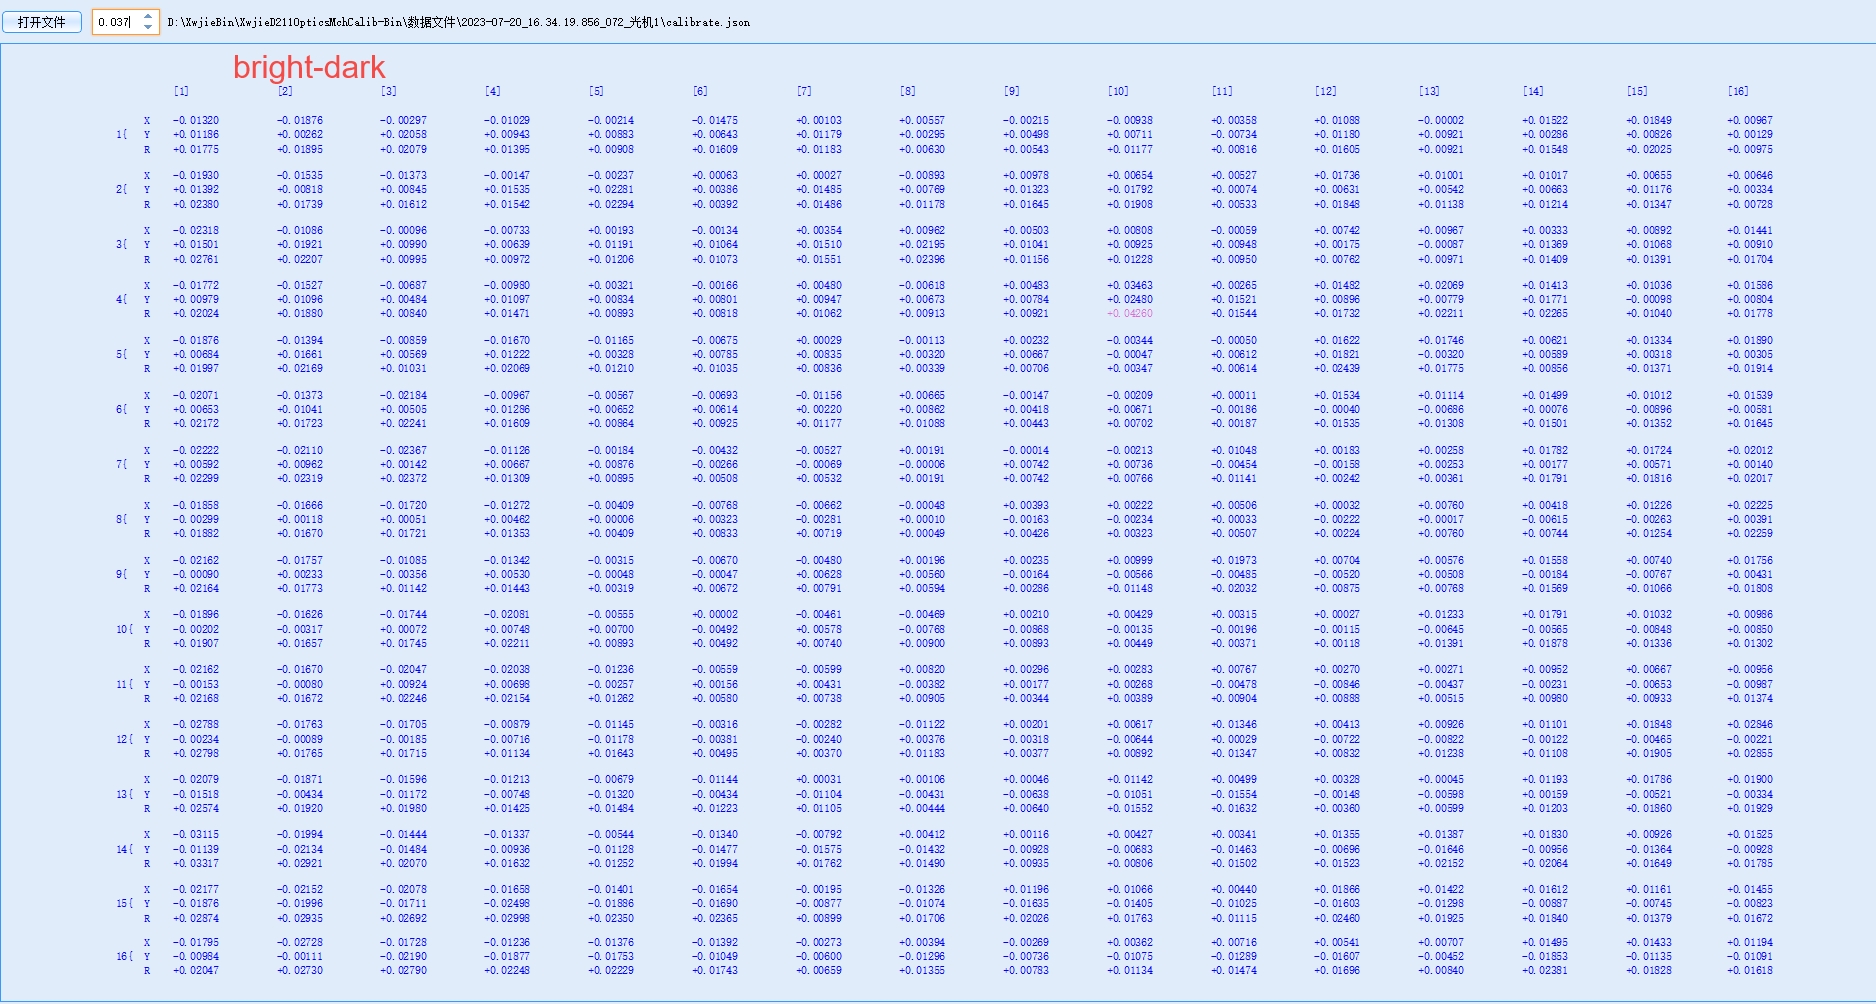 打开文件 0.037 D:\XwjieBin\XwjieD211OpticsMchCalib-Bin\数据文件\2023-07-20_16.34.19.856_072_光机1\calibrate.json
bright-dark
[1] [2] [3] [4] [5] [6] [7] [8] [9] [10] [11] [12] [13] [14] [15] [16]
X -0.01320 -0.01876 -0.00297 -0.01029 -0.00214 -0.01475 +0.00103 +0.00557 -0.00215 -0.00938 +0.00358 +0.01088 -0.00002 +0.01522 +0.01849 +0.00967
1{ Y +0.01186 +0.00262 +0.02058 +0.00943 +0.00883 +0.00643 +0.01179 +0.00295 +0.00498 +0.00711 -0.00734 +0.01180 +0.00921 +0.00286 +0.00826 +0.00129
R +0.01775 +0.01895 +0.02079 +0.01395 +0.00908 +0.01609 +0.01183 +0.00630 +0.00543 +0.01177 +0.00816 +0.01605 +0.00921 +0.01548 +0.02025 +0.00975
X -0.01930 -0.01535 -0.01373 -0.00147 -0.00237 +0.00063 +0.00027 -0.00893 +0.00978 +0.00654 +0.00527 +0.01736 +0.01001 +0.01017 +0.00655 +0.00646
2{ Y +0.01392 +0.00818 +0.00845 +0.01535 +0.02281 +0.00386 +0.01485 +0.00769 +0.01323 +0.01792 +0.00074 +0.00631 +0.00542 +0.00663 +0.01176 +0.00334
R +0.02380 +0.01739 +0.01612 +0.01542 +0.02294 +0.00392 +0.01486 +0.01178 +0.01645 +0.01908 +0.00533 +0.01848 +0.01138 +0.01214 +0.01347 +0.00728
X -0.02318 -0.01086 -0.00096 -0.00733 +0.00193 -0.00134 +0.00354 +0.00962 +0.00503 +0.00808 -0.00059 +0.00742 +0.00967 +0.00333 +0.00892 +0.01441
3{ Y +0.01501 +0.01921 +0.00990 +0.00639 +0.01191 +0.01064 +0.01510 +0.02195 +0.01041 +0.00925 +0.00948 +0.00175 -0.00087 +0.01369 +0.01068 +0.00910
R +0.02761 +0.02207 +0.00995 +0.00972 +0.01206 +0.01073 +0.01551 +0.02396 +0.01156 +0.01228 +0.00950 +0.00762 +0.00971 +0.01409 +0.01391 +0.01704
X -0.01772 -0.01527 -0.00687 -0.00980 +0.00321 -0.00166 +0.00480 -0.00618 +0.00483 +0.03463 +0.00265 +0.01482 +0.02069 +0.01413 +0.01036 +0.01586
4{ Y +0.00979 +0.01096 +0.00484 +0.01097 +0.00834 +0.00801 +0.00947 +0.00673 +0.00784 +0.02480 +0.01521 +0.00896 +0.00779 +0.01771 -0.00098 +0.00804
R +0.02024 +0.01880 +0.00840 +0.01471 +0.00893 +0.00818 +0.01062 +0.00913 +0.00921 +0.04260 +0.01544 +0.01732 +0.02211 +0.02265 +0.01040 +0.01778
X -0.01876 -0.01394 -0.00859 -0.01670 -0.01165 -0.00675 +0.00029 -0.00113 +0.00232 -0.00344 -0.00050 +0.01622 +0.01746 +0.00621 +0.01334 +0.01890
5{ Y +0.00684 +0.01661 +0.00569 +0.01222 +0.00328 +0.00785 +0.00835 +0.00320 +0.00667 -0.00047 +0.00612 +0.01821 -0.00320 +0.00589 +0.00318 +0.00305
R +0.01997 +0.02169 +0.01031 +0.02069 +0.01210 +0.01035 +0.00836 +0.00339 +0.00706 +0.00347 +0.00614 +0.02439 +0.01775 +0.00856 +0.01371 +0.01914
X -0.02071 -0.01373 -0.02184 -0.00967 -0.00567 -0.00693 -0.01156 +0.00665 -0.00147 -0.00209 +0.00011 +0.01534 +0.01114 +0.01499 +0.01012 +0.01539
6{ Y +0.00653 +0.01041 +0.00505 +0.01286 +0.00652 +0.00614 +0.00220 +0.00862 +0.00418 +0.00671 -0.00186 -0.00040 -0.00686 +0.00076 -0.00896 +0.00581
R +0.02172 +0.01723 +0.02241 +0.01609 +0.00864 +0.00925 +0.01177 +0.01088 +0.00443 +0.00702 +0.00187 +0.01535 +0.01308 +0.01501 +0.01352 +0.01645
X -0.02222 -0.02110 -0.02367 -0.01126 -0.00184 -0.00432 -0.00527 +0.00191 -0.00014 -0.00213 +0.01048 +0.00183 +0.00258 +0.01782 +0.01724 +0.02012
7{ Y +0.00592 +0.00962 +0.00142 +0.00667 +0.00876 -0.00266 -0.00069 -0.00006 +0.00742 +0.00736 -0.00454 -0.00158 +0.00253 +0.00177 +0.00571 +0.00140
R +0.02299 +0.02319 +0.02372 +0.01309 +0.00895 +0.00508 +0.00532 +0.00191 +0.00742 +0.00766 +0.01141 +0.00242 +0.00361 +0.01791 +0.01816 +0.02017
X -0.01858 -0.01666 -0.01720 -0.01272 -0.00409 -0.00768 -0.00662 -0.00048 +0.00393 +0.00222 +0.00506 +0.00032 +0.00760 +0.00418 +0.01226 +0.02225
8{ Y -0.00299 +0.00118 +0.00051 +0.00462 +0.00006 +0.00323 -0.00281 +0.00010 -0.00163 -0.00234 +0.00033 -0.00222 +0.00017 -0.00615 -0.00263 +0.00391
R +0.01882 +0.01670 +0.01721 +0.01353 +0.00409 +0.00833 +0.00719 +0.00049 +0.00426 +0.00323 +0.00507 +0.00224 +0.00760 +0.00744 +0.01254 +0.02259
X -0.02162 -0.01757 -0.01085 -0.01342 -0.00315 -0.00670 -0.00480 +0.00196 +0.00235 +0.00999 +0.01973 +0.00704 +0.00576 +0.01558 +0.00740 +0.01756
9{ Y -0.00090 +0.00233 -0.00356 +0.00530 -0.00048 -0.00047 +0.00628 +0.00560 -0.00164 -0.00566 -0.00485 -0.00520 +0.00508 -0.00184 -0.00767 +0.00431
R +0.02164 +0.01773 +0.01142 +0.01443 +0.00319 +0.00672 +0.00791 +0.00594 +0.00286 +0.01148 +0.02032 +0.00875 +0.00768 +0.01569 +0.01066 +0.01808
X -0.01896 -0.01626 -0.01744 -0.02081 -0.00555 +0.00002 -0.00461 -0.00469 +0.00210 +0.00429 +0.00315 +0.00027 +0.01233 +0.01791 +0.01032 +0.00986
10{ Y -0.00202 -0.00317 +0.00072 +0.00748 +0.00700 -0.00492 +0.00578 -0.00768 -0.00868 -0.00135 -0.00196 -0.00115 -0.00645 -0.00565 -0.00848 +0.00850
R +0.01907 +0.01657 +0.01745 +0.02211 +0.00893 +0.00492 +0.00740 +0.00900 +0.00893 +0.00449 +0.00371 +0.00118 +0.01391 +0.01878 +0.01336 +0.01302
X -0.02162 -0.01670 -0.02047 -0.02038 -0.01236 -0.00559 -0.00599 +0.00820 +0.00296 +0.00283 +0.00767 +0.00270 +0.00271 +0.00952 +0.00667 +0.00956
11{ Y -0.00153 -0.00080 +0.00924 +0.00698 -0.00257 +0.00156 +0.00431 -0.00382 +0.00177 +0.00268 -0.00478 -0.00846 -0.00437 -0.00231 -0.00653 -0.00987
R +0.02168 +0.01672 +0.02246 +0.02154 +0.01262 +0.00580 +0.00738 +0.00905 +0.00344 +0.00389 +0.00904 +0.00888 +0.00515 +0.00980 +0.00933 +0.01374
X -0.02788 -0.01763 -0.01705 -0.00879 -0.01145 -0.00316 -0.00282 -0.01122 +0.00201 +0.00617 +0.01346 +0.00413 +0.00926 +0.01101 +0.01848 +0.02846
12{ Y -0.00234 -0.00089 -0.00185 -0.00716 -0.01178 -0.00381 -0.00240 +0.00376 -0.00318 -0.00644 +0.00029 -0.00722 -0.00822 -0.00122 -0.00465 -0.00221
R +0.02798 +0.01765 +0.01715 +0.01134 +0.01643 +0.00495 +0.00370 +0.01183 +0.00377 +0.00892 +0.01347 +0.00832 +0.01238 +0.01108 +0.01905 +0.02855
X -0.02079 -0.01871 -0.01596 -0.01213 -0.00679 -0.01144 +0.00031 +0.00106 +0.00046 +0.01142 +0.00499 +0.00328 +0.00045 +0.01193 +0.01786 +0.01900
13{ Y -0.01518 -0.00434 -0.01172 -0.00748 -0.01320 -0.00434 -0.01104 -0.00431 -0.00638 -0.01051 -0.01554 -0.00148 -0.00598 +0.00159 -0.00521 -0.00334
R +0.02574 +0.01920 +0.01980 +0.01425 +0.01484 +0.01223 +0.01105 +0.00444 +0.00640 +0.01552 +0.01632 +0.00360 +0.00599 +0.01203 +0.01860 +0.01929
X -0.03115 -0.01994 -0.01444 -0.01337 -0.00544 -0.01340 -0.00792 +0.00412 +0.00116 +0.00427 +0.00341 +0.01355 +0.01387 +0.01830 +0.00926 +0.01525
14{ Y -0.01139 -0.02134 -0.01484 -0.00936 -0.01128 -0.01477 -0.01575 -0.01432 -0.00928 -0.00683 -0.01463 -0.00696 -0.01646 -0.00956 -0.01364 -0.00928
R +0.03317 +0.02921 +0.02070 +0.01632 +0.01252 +0.01994 +0.01762 +0.01490 +0.00935 +0.00806 +0.01502 +0.01523 +0.02152 +0.02064 +0.01649 +0.01785
X -0.02177 -0.02152 -0.02078 -0.01658 -0.01401 -0.01654 -0.00195 -0.01326 +0.01196 +0.01066 +0.00440 +0.01866 +0.01422 +0.01612 +0.01161 +0.01455
15{ Y -0.01876 -0.01996 -0.01711 -0.02498 -0.01886 -0.01690 -0.00877 -0.01074 -0.01635 -0.01405 -0.01025 -0.01603 -0.01298 -0.00887 -0.00745 -0.00823
R +0.02874 +0.02935 +0.02692 +0.02998 +0.02350 +0.02365 +0.00899 +0.01706 +0.02026 +0.01763 +0.01115 +0.02460 +0.01925 +0.01840 +0.01379 +0.01672
X -0.01795 -0.02728 -0.01728 -0.01236 -0.01376 -0.01392 -0.00273 +0.00394 -0.00269 +0.00362 +0.00716 +0.00541 +0.00707 +0.01495 +0.01433 +0.01194
16{ Y -0.00984 -0.00111 -0.02190 -0.01877 -0.01753 -0.01049 -0.00600 -0.01296 -0.00736 -0.01075 -0.01289 -0.01607 -0.00452 -0.01853 -0.01135 -0.01091
R +0.02047 +0.02730 +0.02790 +0.02248 +0.02229 +0.01743 +0.00659 +0.01355 +0.00783 +0.01134 +0.01474 +0.01696 +0.00840 +0.02381 +0.01828 +0.01618